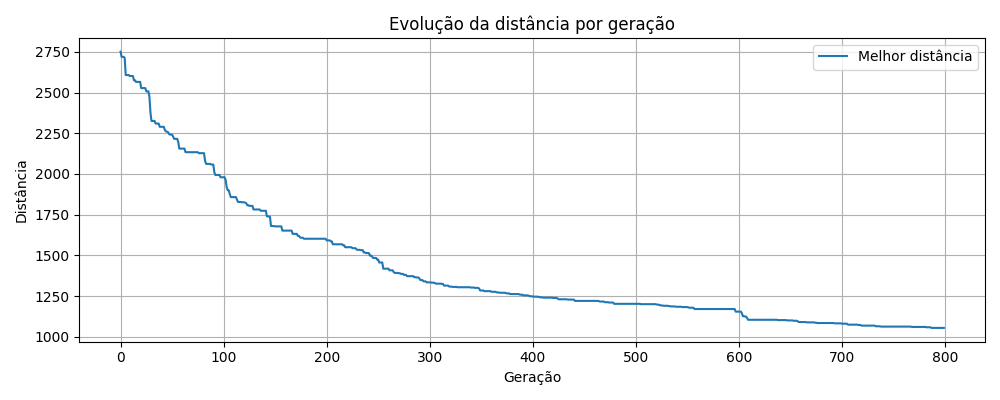 Evolução da distância por geração
Melhor distância
Distância
2750
2500
2250
2000
1750
1500
1250
1000
0 100 200 300 400 500 600 700 800
Geração